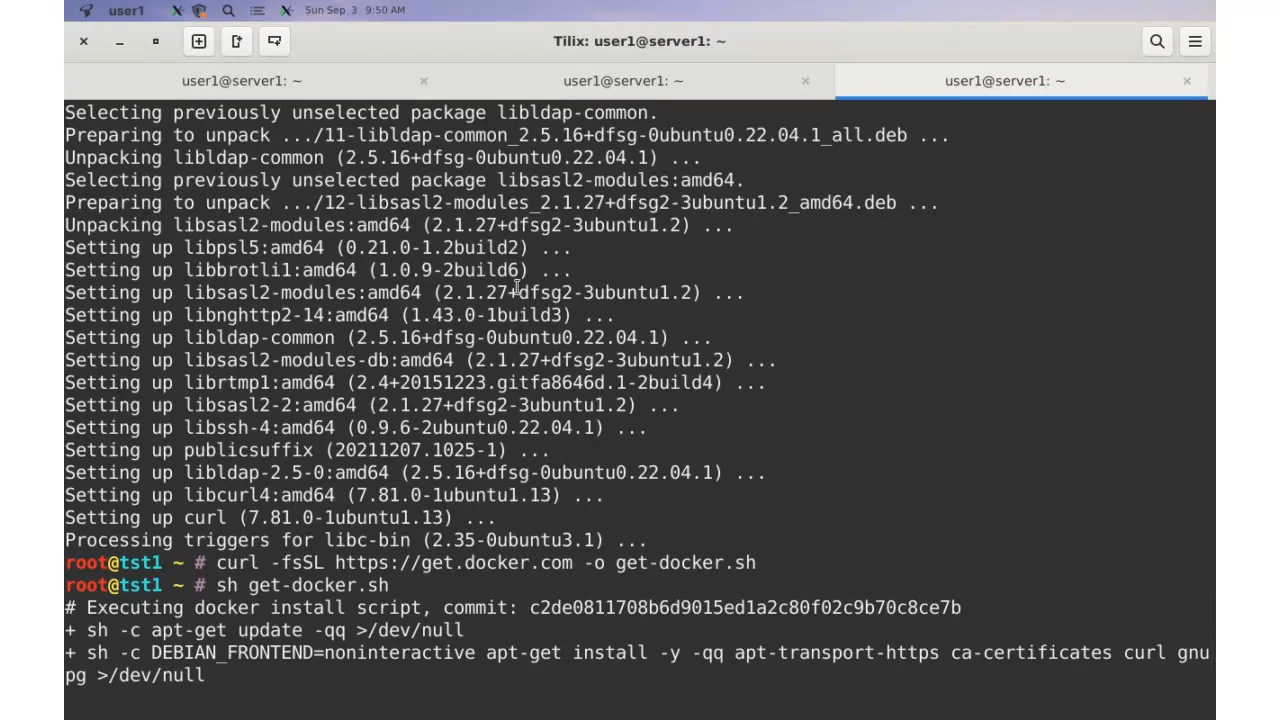 user1 Sun Sep 3 9:50 AM
Tilix: user1@server1: ~
user1@server1: ~ user1@server1: ~ user1@server1: ~
Selecting previously unselected package libldap-common.
Preparing to unpack .../11-libldap-common_2.5.16+dfsg-0ubuntu0.22.04.1_all.deb ...
Unpacking libldap-common (2.5.16+dfsg-0ubuntu0.22.04.1) ...
Selecting previously unselected package libsasl2-modules:amd64.
Preparing to unpack .../12-libsasl2-modules_2.1.27+dfsg2-3ubuntu1.2_amd64.deb ...
Unpacking libsasl2-modules:amd64 (2.1.27+dfsg2-3ubuntu1.2) ...
Setting up libpsl5:amd64 (0.21.0-1.2build2) ...
Setting up libbrotli1:amd64 (1.0.9-2build6) ...
Setting up libsasl2-modules:amd64 (2.1.27+dfsg2-3ubuntu1.2) ...
Setting up libnghttp2-14:amd64 (1.43.0-1build3) ...
Setting up libldap-common (2.5.16+dfsg-0ubuntu0.22.04.1) ...
Setting up libsasl2-modules-db:amd64 (2.1.27+dfsg2-3ubuntu1.2) ...
Setting up librtmp1:amd64 (2.4+20151223.gitfa8646d.1-2build4) ...
Setting up libsasl2-2:amd64 (2.1.27+dfsg2-3ubuntu1.2) ...
Setting up libssh-4:amd64 (0.9.6-2ubuntu0.22.04.1) ...
Setting up publicsuffix (20211207.1025-1) ...
Setting up libldap-2.5-0:amd64 (2.5.16+dfsg-0ubuntu0.22.04.1) ...
Setting up libcurl4:amd64 (7.81.0-1ubuntu1.13) ...
Setting up curl (7.81.0-1ubuntu1.13) ...
Processing triggers for libc-bin (2.35-0ubuntu3.1) ...
root@tst1 ~ # curl -fsSL https://get.docker.com -o get-docker.sh
root@tst1 ~ # sh get-docker.sh
# Executing docker install script, commit: c2de0811708b6d9015ed1a2c80f02c9b70c8ce7b
+ sh -c apt-get update -qq >/dev/null
+ sh -c DEBIAN_FRONTEND=noninteractive apt-get install -y -qq apt-transport-https ca-certificates curl gnu
pg >/dev/null